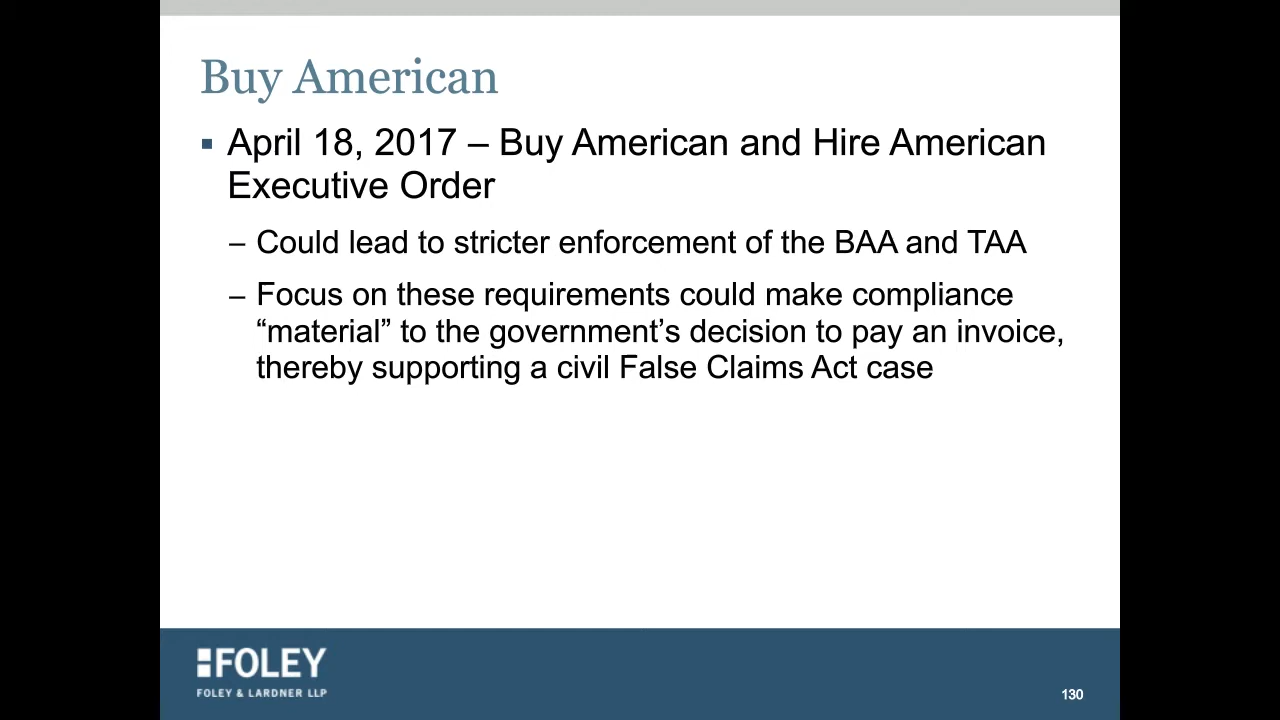 Buy American
▪ April 18, 2017 – Buy American and Hire American
Executive Order
– Could lead to stricter enforcement of the BAA and TAA
– Focus on these requirements could make compliance
“material” to the government’s decision to pay an invoice,
thereby supporting a civil False Claims Act case
FOLEY
FOLEY & LARDNER LLP
130